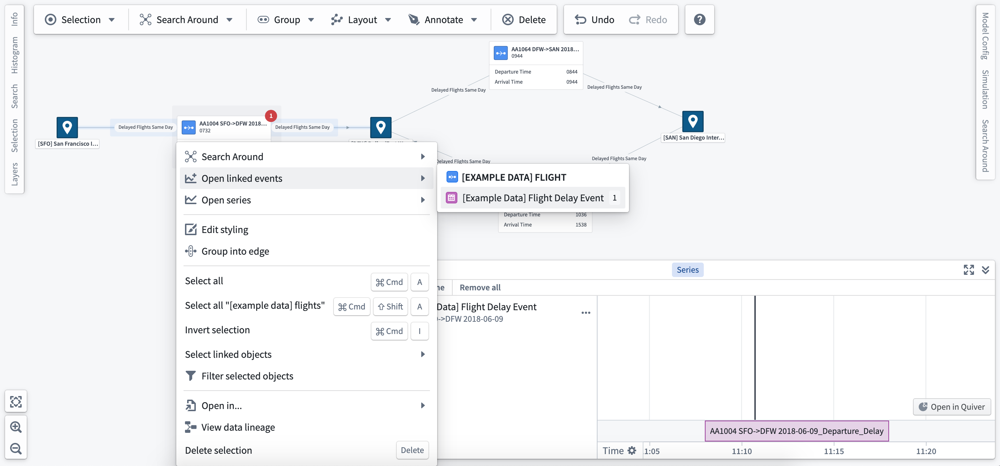 Info
Histogram
Search
Selection
Layers
Selection
Search Around
Group
Layout
Annotate
Delete
Undo
Redo
Model Config
Simulation
Search Around
AA1064 DFW->SAN 2018...
0944
Departure Time 0844
Arrival Time 0944
Delayed Flights Same Day
Delayed Flights Same Day
1
AA1004 SFO->DFW 2018...
0732
Delayed Flights Same Day
Delayed Flights Same Day
[SFO] San Francisco I...
[SAN] San Diego Inter...
Delayed Flights Same Day
Delayed Flights Same Day
Search Around
Open linked events
Open series
Edit styling
Group into edge
Select all ⌘ Cmd A
Select all "[example data] flights" ⌘ Cmd ⇧ Shift A
Invert selection ⌘ Cmd I
Select linked objects
Filter selected objects
Open in...
View data lineage
Delete selection Delete
[EXAMPLE DATA] FLIGHT
[Example Data] Flight Delay Event 1
Departure Time 1036
Arrival Time 1538
Series
Remove all
Data] Flight Delay Event
->DFW 2018-06-09
Open in Quiver
AA1004 SFO->DFW 2018-06-09_Departure_Delay
Time 1:05 11:10 11:15 11:20